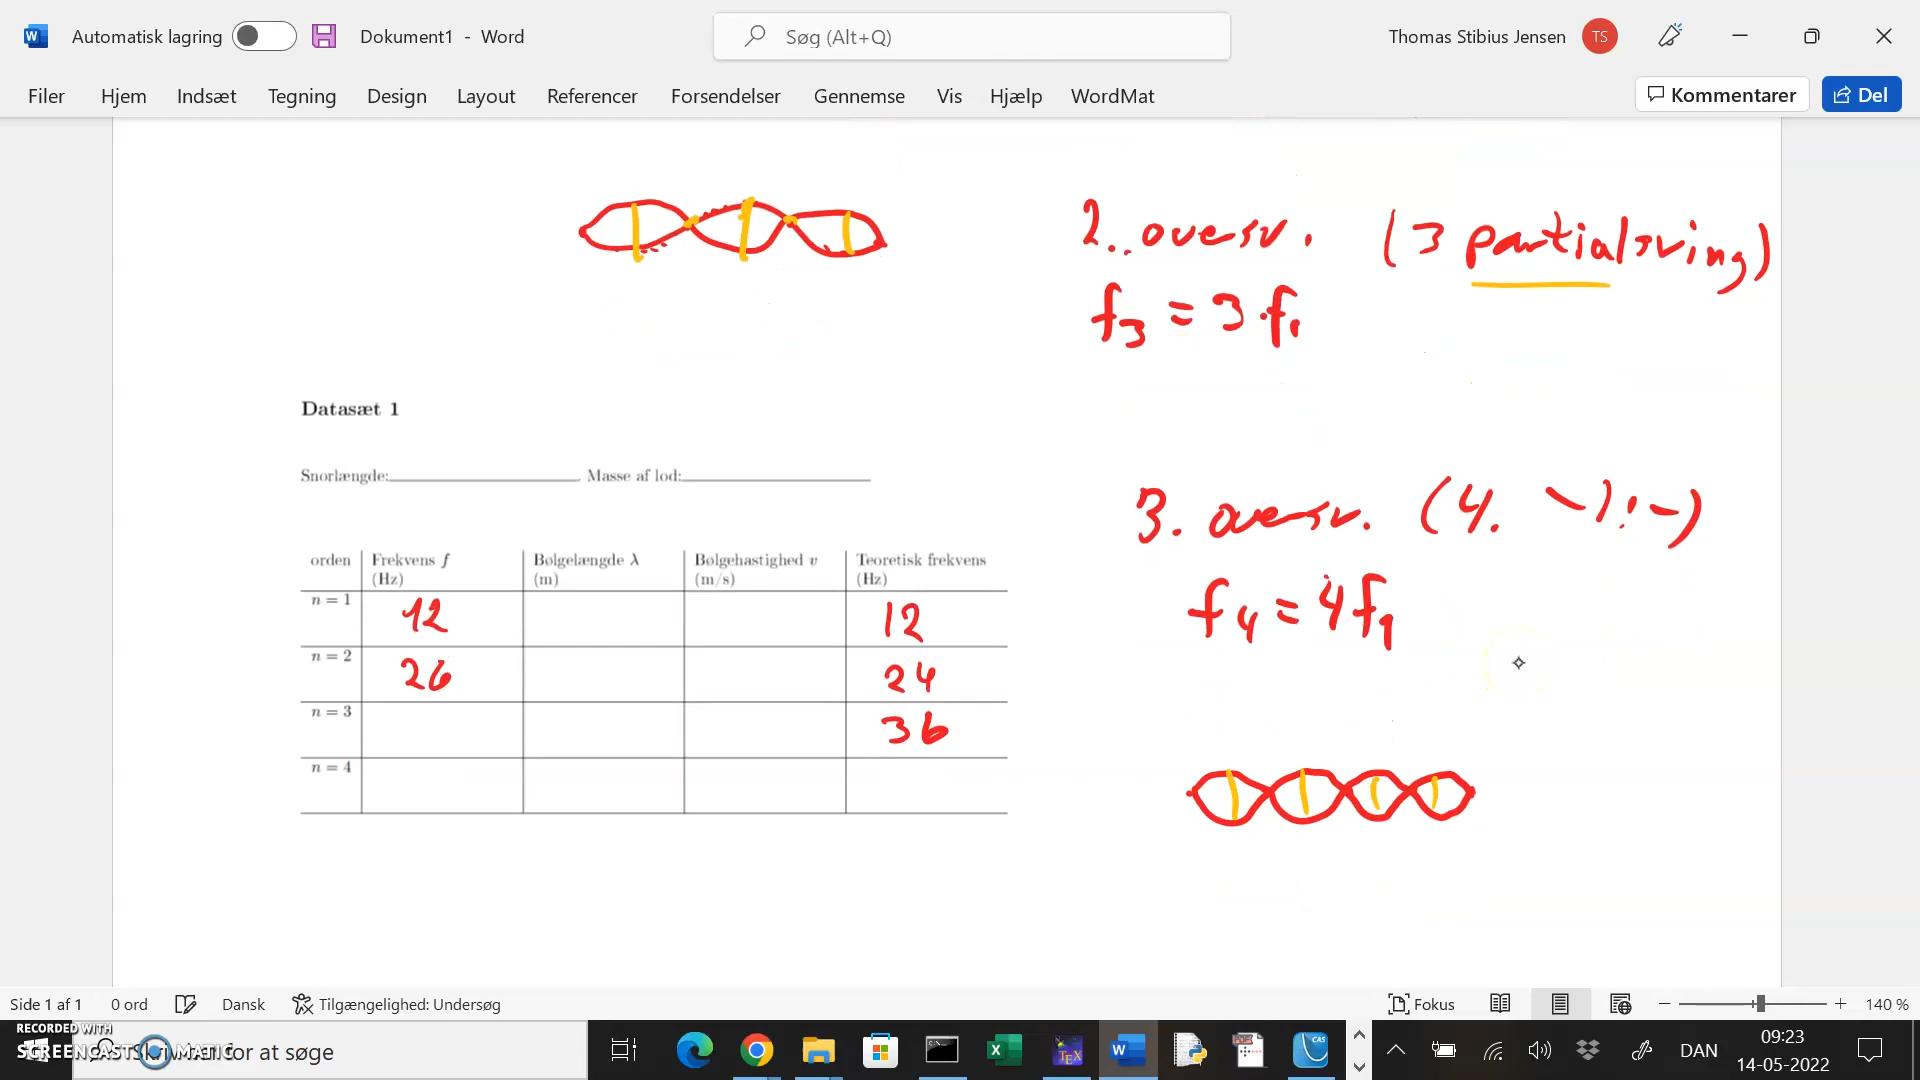 Automatisk lagring
Dokument1 - Word
Søg (Alt+Q)
Thomas Stibius Jensen
TS
Filer Hjem Indsæt Tegning Design Layout Referencer Forsendelser Gennemse Vis Hjælp WordMat
Kommentarer
Del
2. oversv. (3 partialsving)
f3 = 3·f1
Datasæt 1
Snorlængde: Masse af lod:
3. oversv. (4.
f4 = 4f1
orden Frekvens f (Hz) Bølgelængde λ (m) Bølgehastighed v (m/s) Teoretisk frekvens (Hz)
n = 1 12 12
n = 2 26 24
n = 3 36
n = 4
Side 1 af 1 0 ord Dansk Tilgængelighed: Undersøg
Fokus
140 %
RECORDED WITH
SCREENCAST MATIC
for at søge
DAN
09:23
14-05-2022